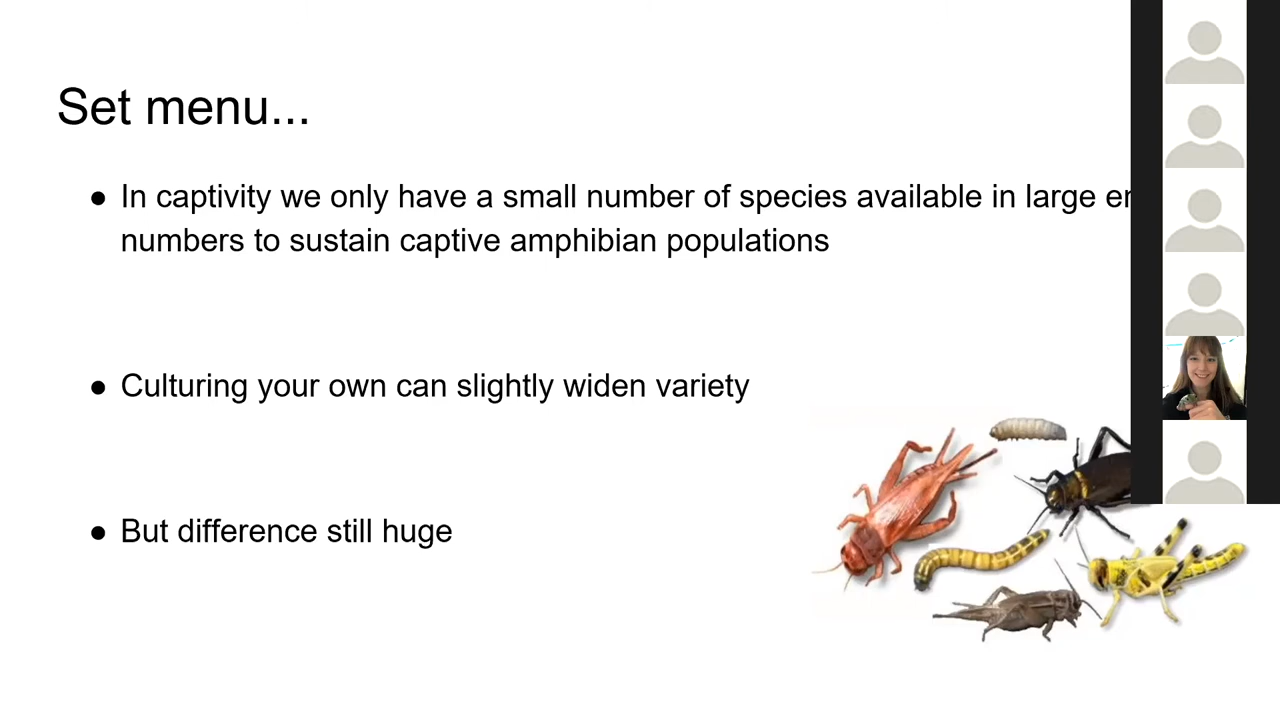 Set menu...
● In captivity we only have a small number of species available in large
numbers to sustain captive amphibian populations
● Culturing your own can slightly widen variety
● But difference still huge